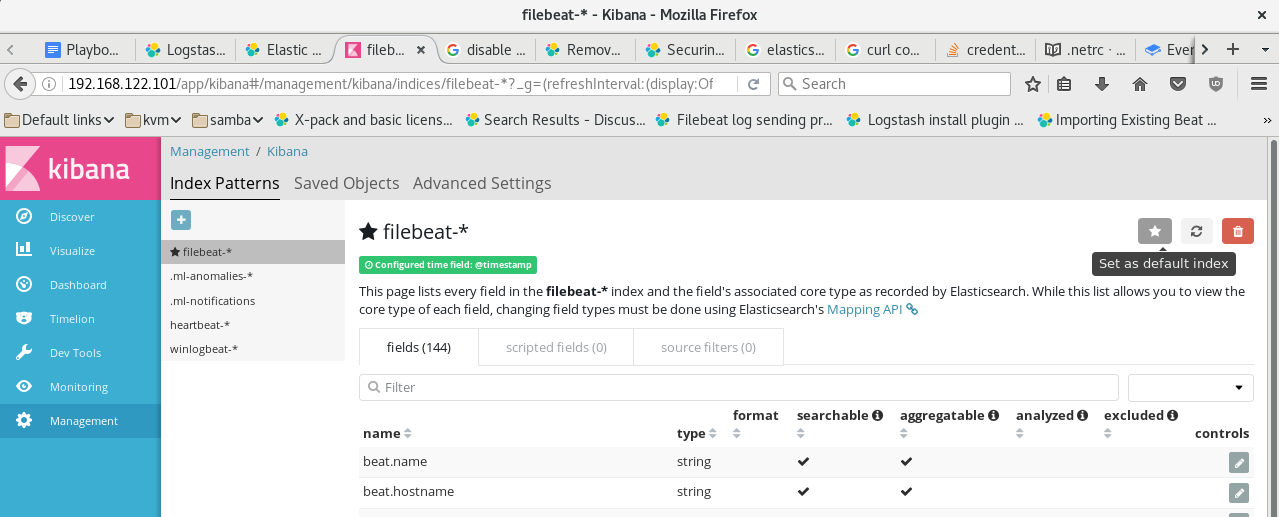 filebeat-* - Kibana - Mozilla Firefox
Playbo... Logstas... Elastic ... fileb... disable ... Remov... Securin... elastics... curl co... credent... .netrc · ... Ever
192.168.122.101/app/kibana#/management/kibana/indices/filebeat-*?_g=(refreshInterval:(display:Of Search
Default links kvm samba X-pack and basic licens... Search Results - Discus... Filebeat log sending pr... Logstash install plugin ... Importing Existing Beat ... »
kibana
Discover
Visualize
Dashboard
Timelion
Dev Tools
Monitoring
Management
Management / Kibana
Index Patterns Saved Objects Advanced Settings
filebeat-*
.ml-anomalies-*
.ml-notifications
heartbeat-*
winlogbeat-*
filebeat-*
Set as default index
Configured time field: @timestamp
This page lists every field in the filebeat-* index and the field's associated core type as recorded by Elasticsearch. While this list allows you to view the
core type of each field, changing field types must be done using Elasticsearch's Mapping API
fields (144) scripted fields (0) source filters (0)
Filter
name type format searchable aggregatable analyzed excluded controls
beat.name string
beat.hostname string